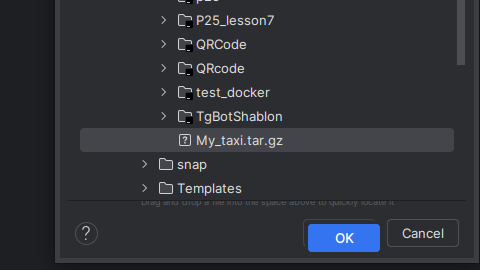 P25_lesson7
QRCode
QRcode
test_docker
TgBotShablon
My_taxi.tar.gz
snap
Templates
Drag and drop a file into the space above to quickly locate it
? OK Cancel